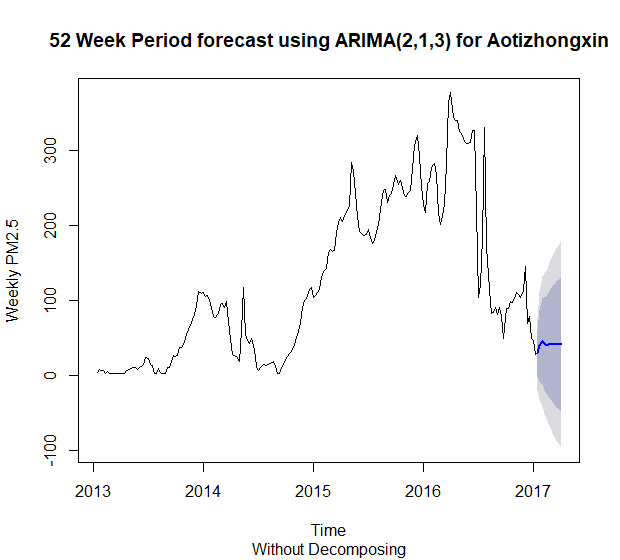 52 Week Period forecast using ARIMA(2,1,3) for Aotizhongxin
Weekly PM2.5
300
200
100
0
-100
2013 2014 2015 2016 2017
Time
Without Decomposing